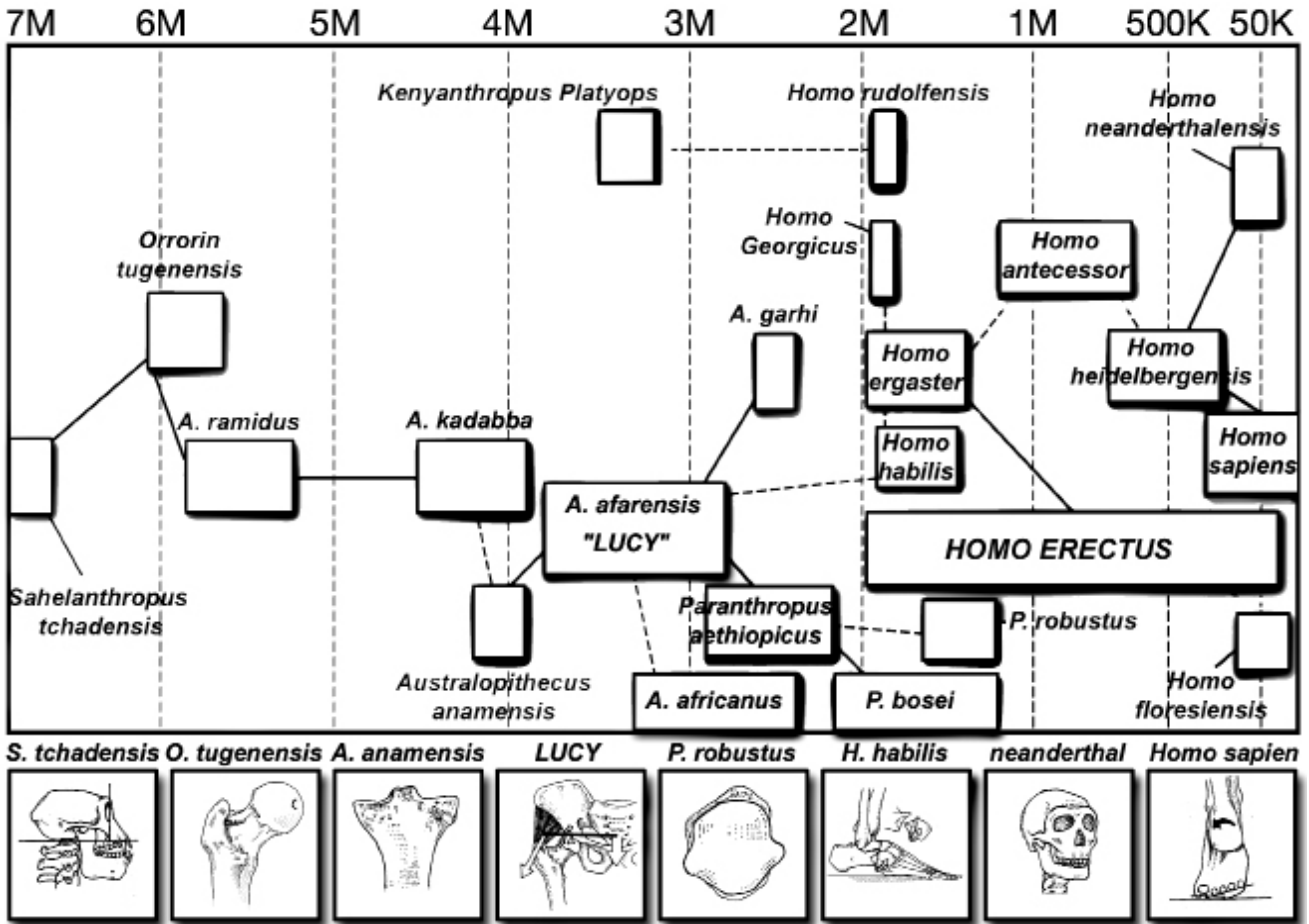 7M 6M 5M 4M 3M 2M 1M 500K 50K
Kenyanthropus Platyops
Homo rudolfensis
Homo
neanderthalensis
Homo
Georgicus
Orrorin
tugenensis
Homo
antecessor
A. garhi
Homo
ergaster
Homo
heidelbergensis
A. ramidus
A. kadabba
Homo
habilis
Homo
sapiens
A. afarensis
"LUCY"
HOMO ERECTUS
Sahelanthropus
tchadensis
Paranthropus
aethiopicus
P. robustus
Australopithecus
anamensis
A. africanus
P. bosei
Homo
floresiensis
S. tchadensis O. tugenensis A. anamensis LUCY P. robustus H. habilis neanderthal Homo sapien